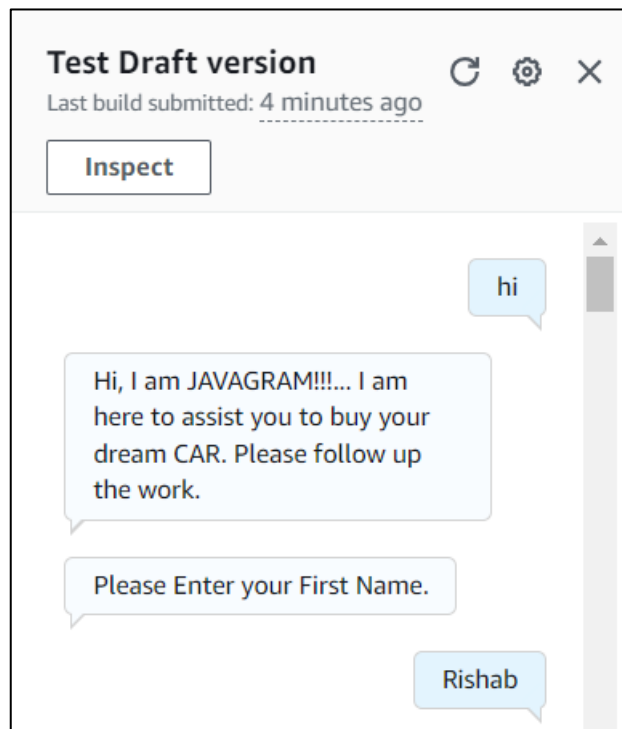 Test Draft version
Last build submitted: 4 minutes ago
Inspect
hi
Hi, I am JAVAGRAM!!!... I am
here to assist you to buy your
dream CAR. Please follow up
the work.
Please Enter your First Name.
Rishab